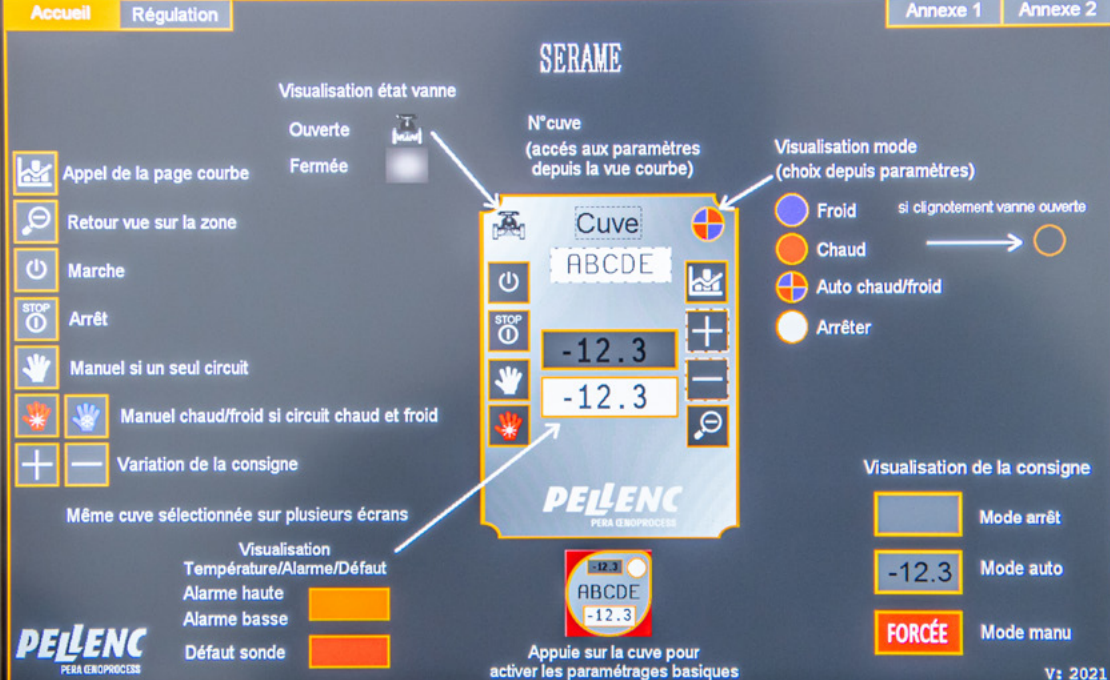 Accueil
Régulation
Annexe 1
Annexe 2
SERAME
Visualisation état vanne
Ouverte
Fermée
N°cuve
(accés aux paramètres
depuis la vue courbe)
Visualisation mode
(choix depuis paramètres)
Froid
si clignotement vanne ouverte
Chaud
Auto chaud/froid
Arrêter
Appel de la page courbe
Retour vue sur la zone
Marche
STOP
Arrêt
Manuel si un seul circuit
Manuel chaud/froid si circuit chaud et froid
Variation de la consigne
Même cuve sélectionnée sur plusieurs écrans
Cuve
ABCDE
STOP
-12.3
-12.3
PELLENC
PERA ŒNOPROCESS
Visualisation
Température/Alarme/Défaut
Alarme haute
Alarme basse
Défaut sonde
PELLENC
PERA ŒNOPROCESS
-12.3
ABCDE
-12.3
Appuie sur la cuve pour
activer les paramétrages basiques
Visualisation de la consigne
Mode arrêt
-12.3
Mode auto
FORCÉE
Mode manu
V: 2021